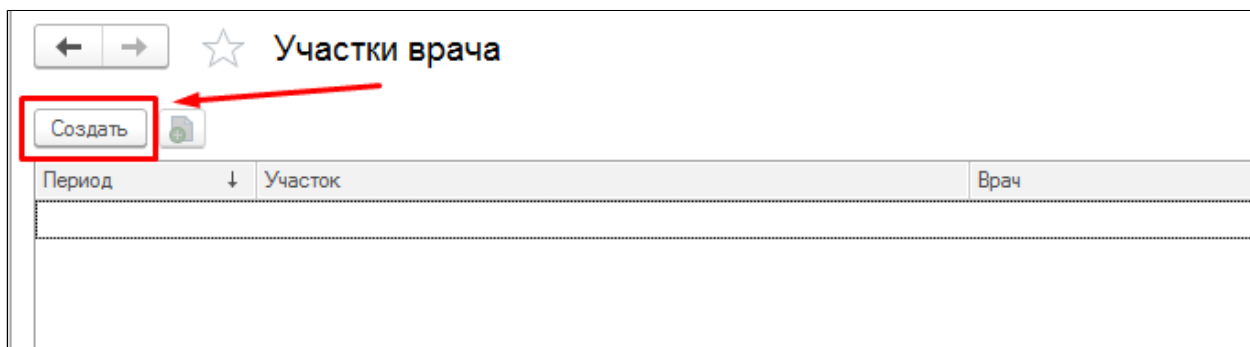 Участки врача
Создать
Период ↓ Участок Врач